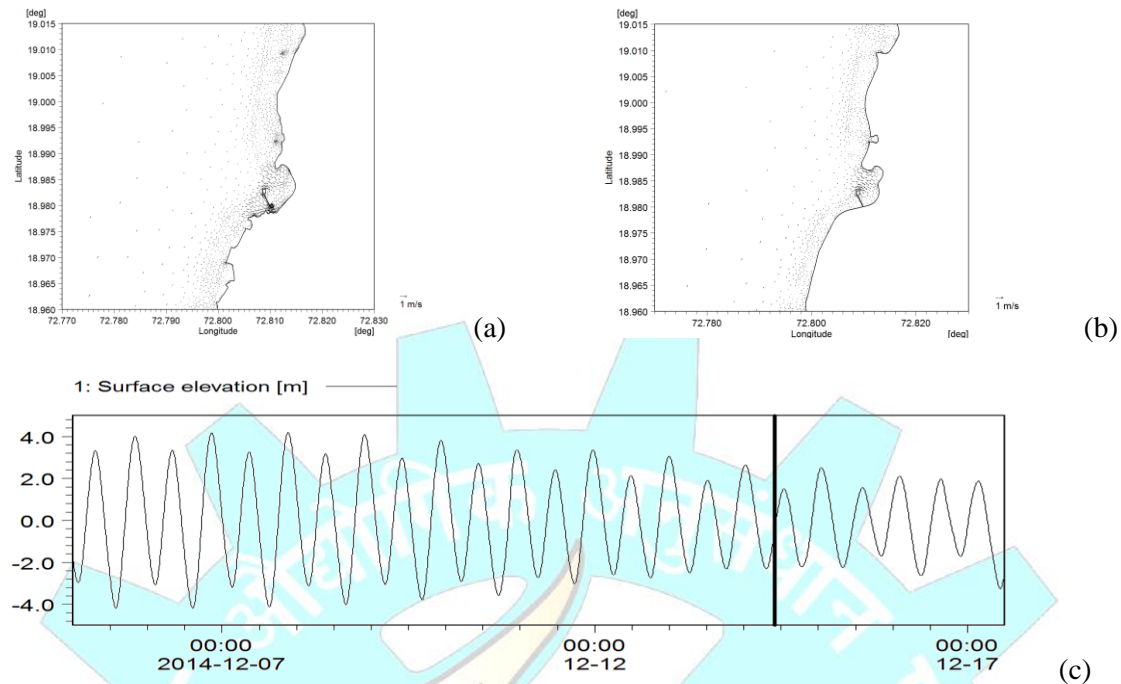 [deg]
19.015
19.010
19.005
19.000
18.995
18.990
18.985
18.980
18.975
18.970
18.965
18.960
Latitude
72.770 72.780 72.790 72.800 72.810 72.820 72.830
Longitude [deg]
1 m/s
(a)
[deg]
19.015
19.010
19.005
19.000
18.995
18.990
18.985
18.980
18.975
18.970
18.965
18.960
Latitude
72.780 72.800 72.820
Longitude [deg]
1 m/s
(b)
1: Surface elevation [m]
4.0
2.0
0.0
-2.0
-4.0
00:00 00:00 00:00
2014-12-07 12-12 12-17
(c)